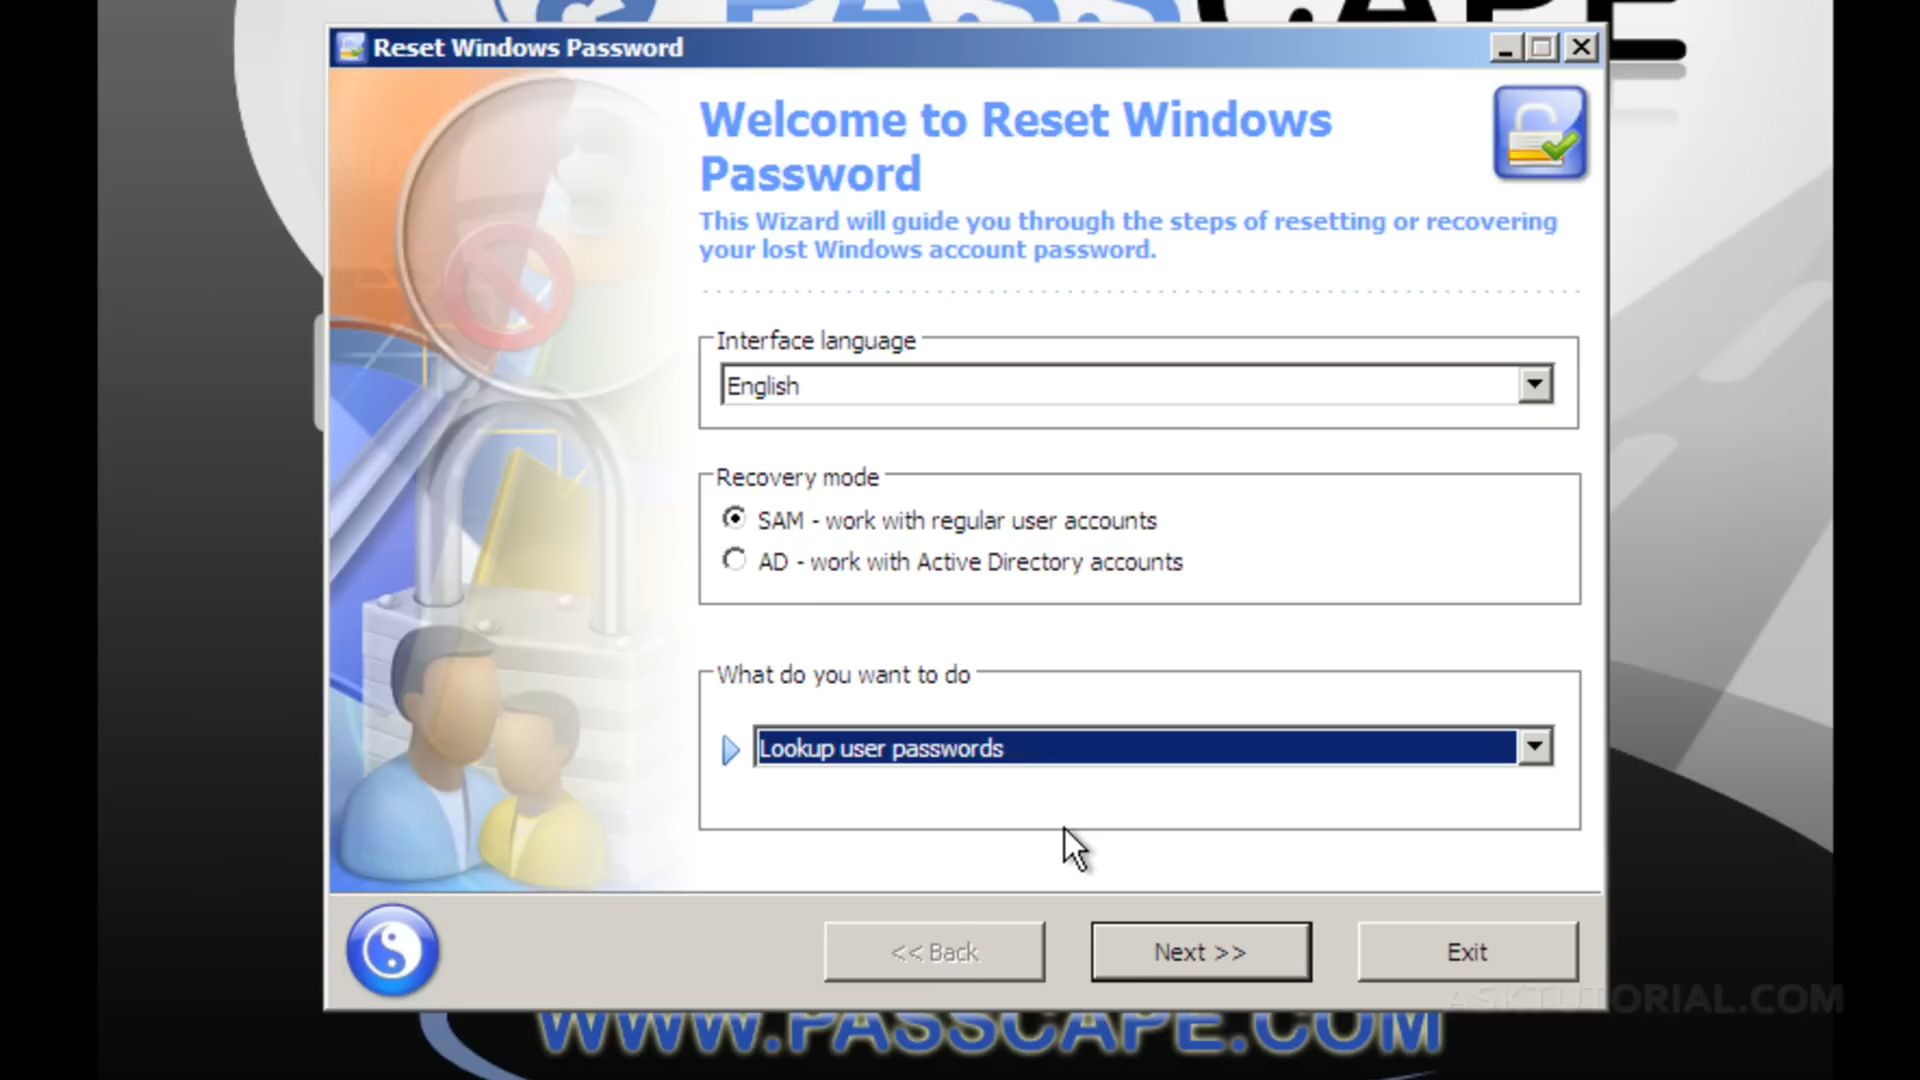 PASSCAPE
Reset Windows Password
Welcome to Reset Windows
Password
This Wizard will guide you through the steps of resetting or recovering
your lost Windows account password.
Interface language
English
Recovery mode
SAM - work with regular user accounts
AD - work with Active Directory accounts
What do you want to do
Lookup user passwords
<< Back
Next >>
Exit
ASKTUTORIAL.COM
WWW.PASSCAPE.COM